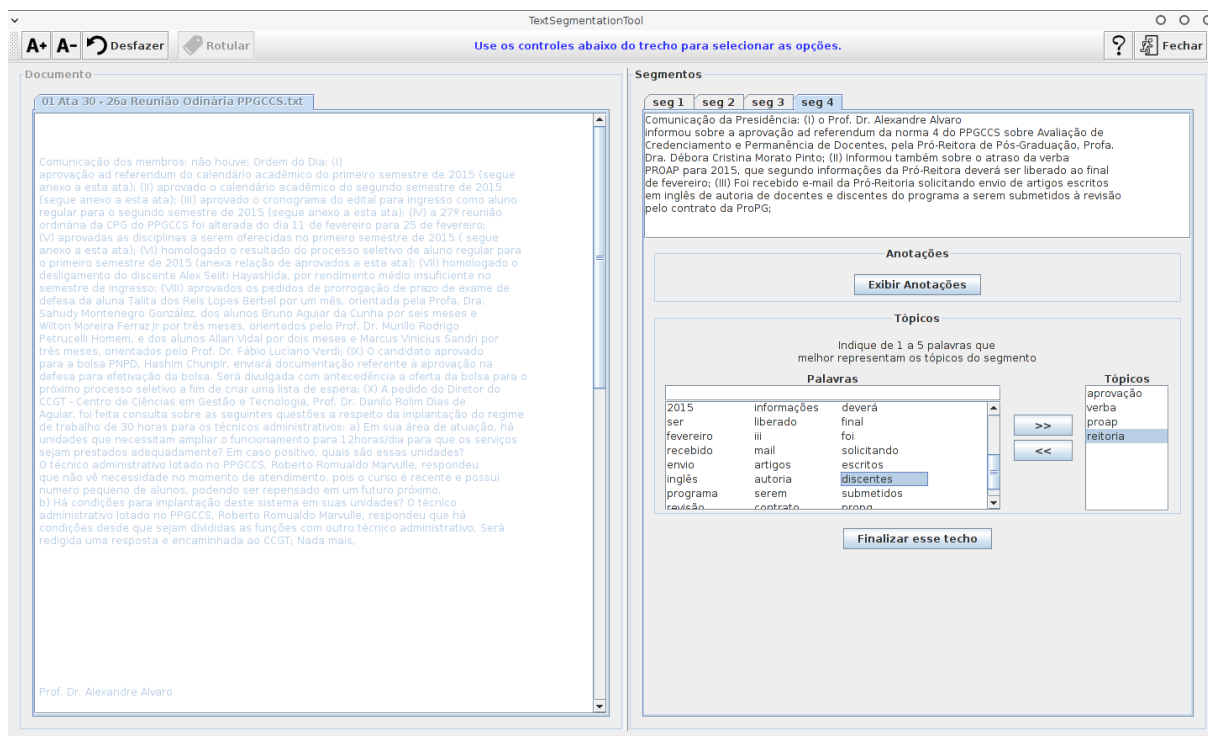 TextSegmentationTool
A+ A- Desfazer Rotular
Use os controles abaixo do trecho para selecionar as opções.
? Fechar
Documento
01 Ata 30 - 26a Reunião Odinária PPGCCS.txt
Comunicação dos membros: não houve; Ordem do Dia: (I)
aprovação ad referendum do calendário acadêmico do primeiro semestre de 2015 (segue
anexo a esta ata); (II) aprovado o calendário acadêmico do segundo semestre de 2015
(segue anexo a esta ata); (III) aprovado o cronograma do edital para ingresso como aluno
regular para o segundo semestre de 2015 (segue anexo a esta ata); (IV) a 27º reunião
ordinária da CPG do PPGCCS foi alterada do dia 11 de fevereiro para 25 de fevereiro;
(V) aprovadas as disciplinas a serem oferecidas no primeiro semestre de 2015 ( segue
anexo a esta ata); (VI) homologado o resultado do processo seletivo de aluno regular para
o primeiro semestre de 2015 (anexa relação de aprovados a esta ata); (VII) homologado o
desligamento do discente Alex Seiiti Hayashida, por rendimento médio insuficiente no
semestre de ingresso; (VIII) aprovados os pedidos de prorrogação de prazo de exame de
defesa da aluna Talita dos Reis Lopes Berbel por um mês, orientada pela Profa. Dra.
Sahudy Montenegro González, dos alunos Bruno Aguiar da Cunha por seis meses e
Wilton Moreira Ferraz Jr por três meses, orientados pelo Prof. Dr. Murillo Rodrigo
Petrucelli Homem, e dos alunos Allan Vidal por dois meses e Marcus Vinicius Sandri por
três meses, orientados pelo Prof. Dr. Fábio Luciano Verdi; (IX) O candidato aprovado
para a bolsa PNPD, Hashim Chunpir, enviará documentação referente à aprovação na
defesa para efetivação da bolsa. Será divulgada com antecedência a oferta da bolsa para o
próximo processo seletivo a fim de criar uma lista de espera; (X) A pedido do Diretor do
CCGT - Centro de Ciências em Gestão e Tecnologia, Prof. Dr. Danilo Rolim Dias de
Aguiar, foi feita consulta sobre as seguintes questões a respeito da implantação do regime
de trabalho de 30 horas para os técnicos administrativos: a) Em sua área de atuação, há
unidades que necessitam ampliar o funcionamento para 12horas/dia para que os serviços
sejam prestados adequadamente? Em caso positivo, quais são essas unidades?
O técnico administrativo lotado no PPGCCS, Roberto Romualdo Marvulle, respondeu
que não vê necessidade no momento de atendimento, pois o curso é recente e possui
numero pequeno de alunos, podendo ser repensado em um futuro próximo.
b) Há condições para implantação deste sistema em suas unidades? O técnico
administrativo lotado no PPGCCS, Roberto Romualdo Marvulle, respondeu que há
condições desde que sejam divididas as funções com outro técnico administrativo. Será
redigida uma resposta e encaminhada ao CCGT; Nada mais,
Prof. Dr. Alexandre Alvaro
Segmentos
seg 1 seg 2 seg 3 seg 4
Comunicação da Presidência: (I) o Prof. Dr. Alexandre Alvaro
informou sobre a aprovação ad referendum da norma 4 do PPGCCS sobre Avaliação de
Credenciamento e Permanência de Docentes, pela Pró-Reitora de Pós-Graduação, Profa.
Dra. Débora Cristina Morato Pinto; (II) Informou também sobre o atraso da verba
PROAP para 2015, que segundo informações da Pró-Reitora deverá ser liberado ao final
de fevereiro; (III) Foi recebido e-mail da Pró-Reitoria solicitando envio de artigos escritos
em inglês de autoria de docentes e discentes do programa a serem submetidos à revisão
pelo contrato da ProPG;
Anotações
Exibir Anotações
Tópicos
Indique de 1 a 5 palavras que
melhor representam os tópicos do segmento
Palavras
2015 informações deverá
ser liberado final
fevereiro iii foi
recebido mail solicitando
envio artigos escritos
inglês autoria discentes
programa serem submetidos
revisão contrato propg
>>
<<
Tópicos
aprovação
verba
proap
reitoria
Finalizar esse techo